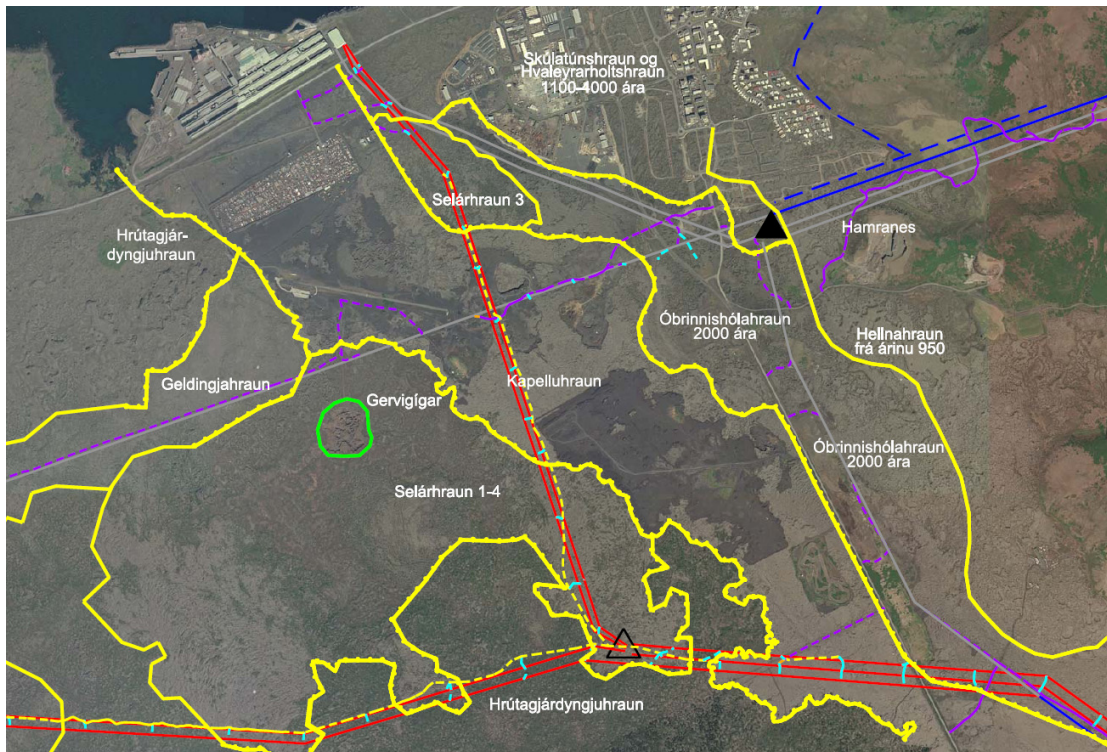 Skúlatúnshraun og
Hvaleyrarholtshraun
1100-4000 ára
Selárhraun 3
Hrútagjár-
dyngjuhraun
Hamranes
Óbrinnishólahraun
2000 ára
Hellnahraun
frá árinu 950
Geldingjahraun
Kapelluhraun
Gervigígar
Óbrinnishólahraun
2000 ára
Selárhraun 1-4
Hrútagjárdyngjuhraun